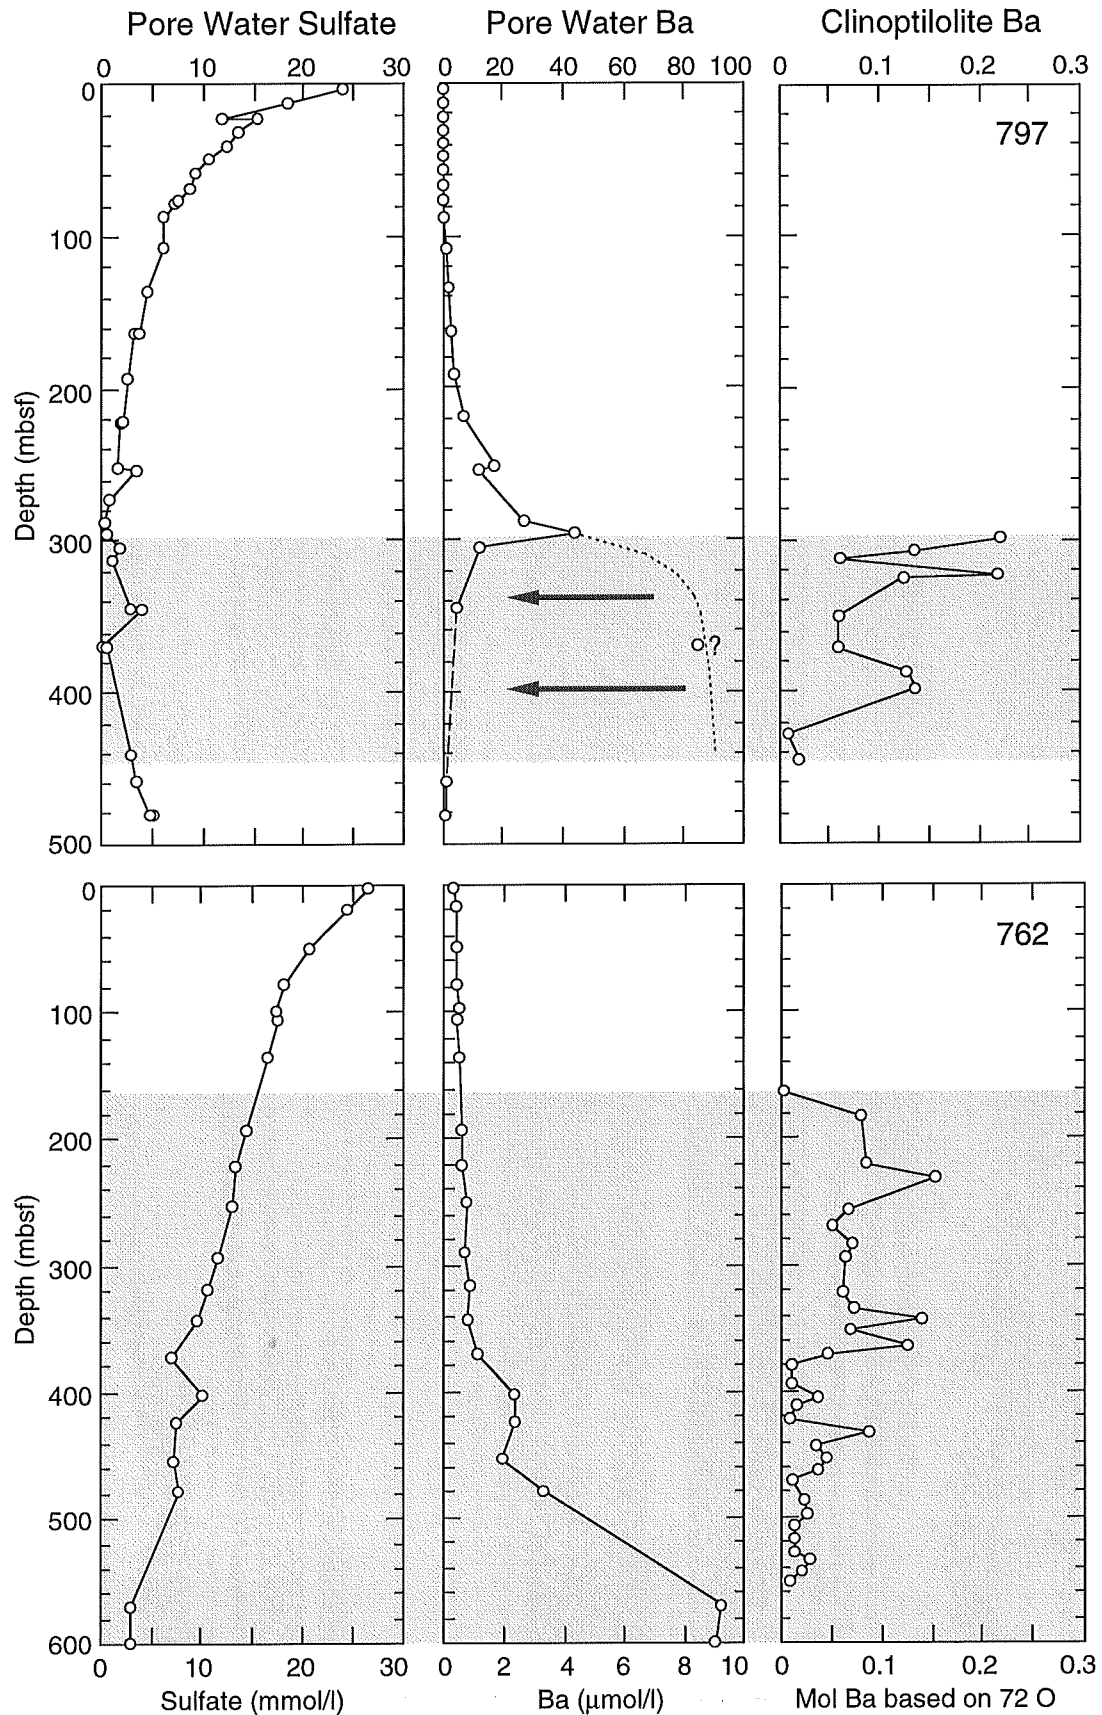 Pore Water Sulfate Pore Water Ba Clinoptilolite Ba
0 10 20 30 0 20 40 60 80 100 0 0.1 0.2 0.3
0
797
100
200
Depth (mbsf)
300
?
400
500
0
762
100
200
Depth (mbsf)
300
400
500
600
0 10 20 30 0 2 4 6 8 10 0 0.1 0.2 0.3
Sulfate (mmol/l) Ba (μmol/l) Mol Ba based on 72 O